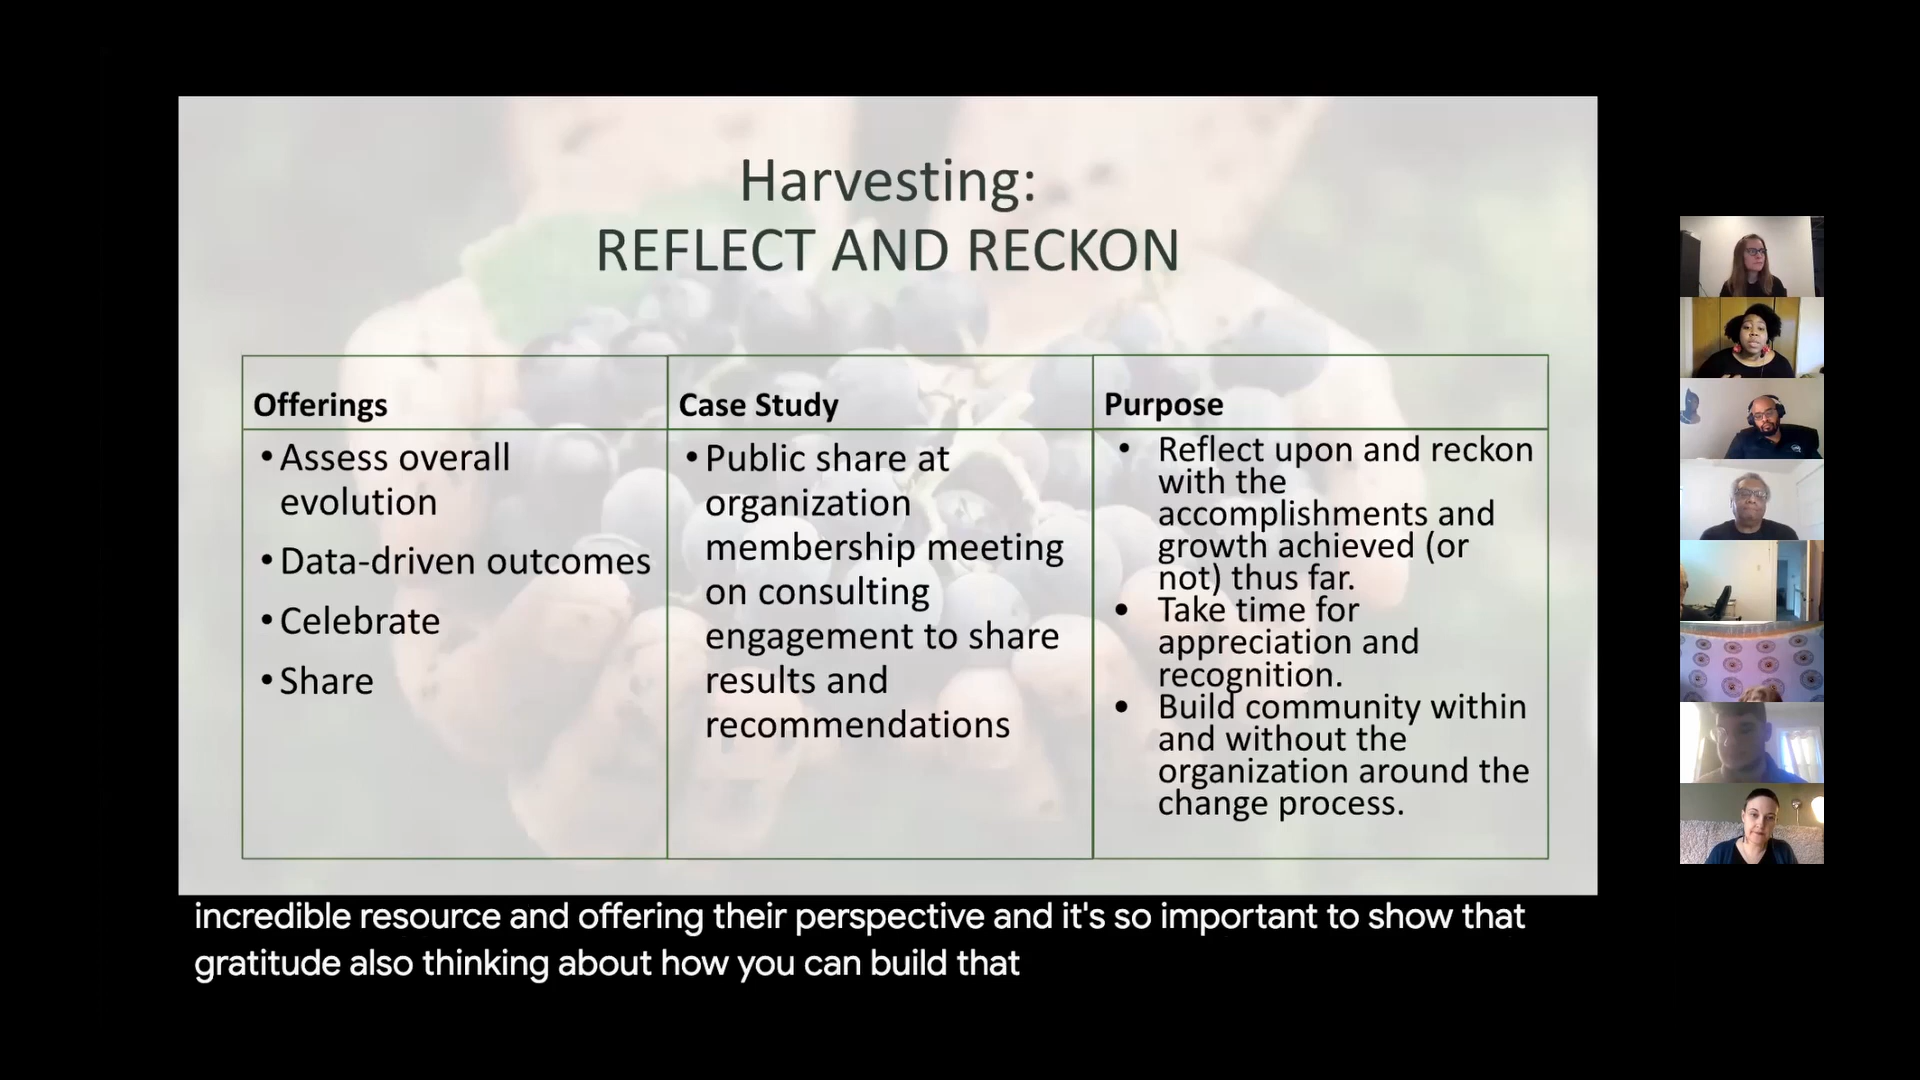 Harvesting:
REFLECT AND RECKON
Offerings
• Assess overall
evolution
• Data-driven outcomes
• Celebrate
• Share
Case Study
• Public share at
organization
membership meeting
on consulting
engagement to share
results and
recommendations
Purpose
• Reflect upon and reckon
with the
accomplishments and
growth achieved (or
not) thus far.
• Take time for
appreciation and
recognition.
• Build community within
and without the
organization around the
change process.
incredible resource and offering their perspective and it's so important to show that
gratitude also thinking about how you can build that